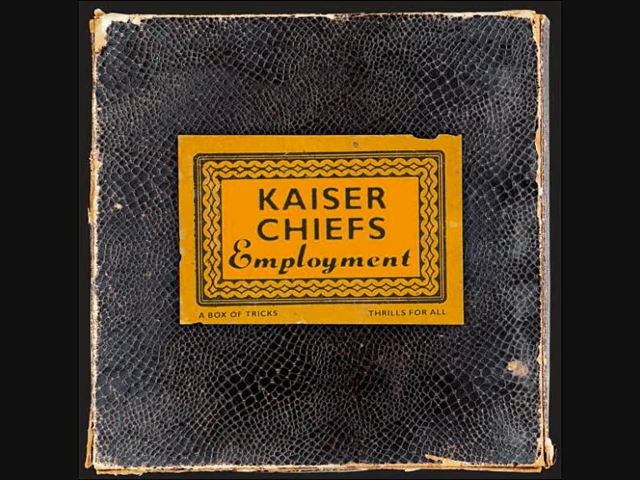 KAISER
CHIEFS
Employment
A BOX OF TRICKS
THRILLS FOR ALL